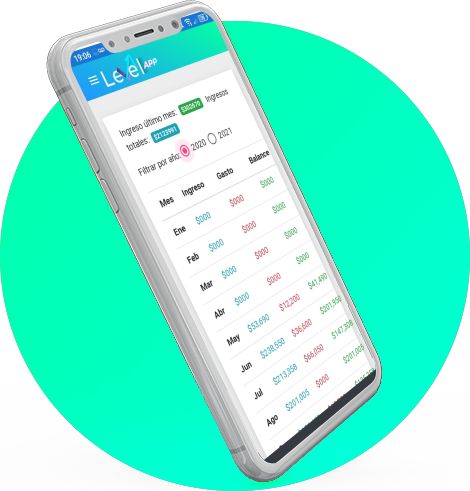 19:06
Level APP
Ingreso último mes: $302670 Ingresos
totales: $2123991
Filtrar por año: 2020 2021
Mes Ingreso Gasto Balance
Ene $000 $000 $000
Feb $000 $000 $000
Mar $000 $000 $000
Abr $000 $000 $000
May $53,690 $12,200 $41,490
Jun $238,550 $36,600 $201,950
Jul $213,358 $66,050 $147,308
Ago $201,005 $000 $201,005